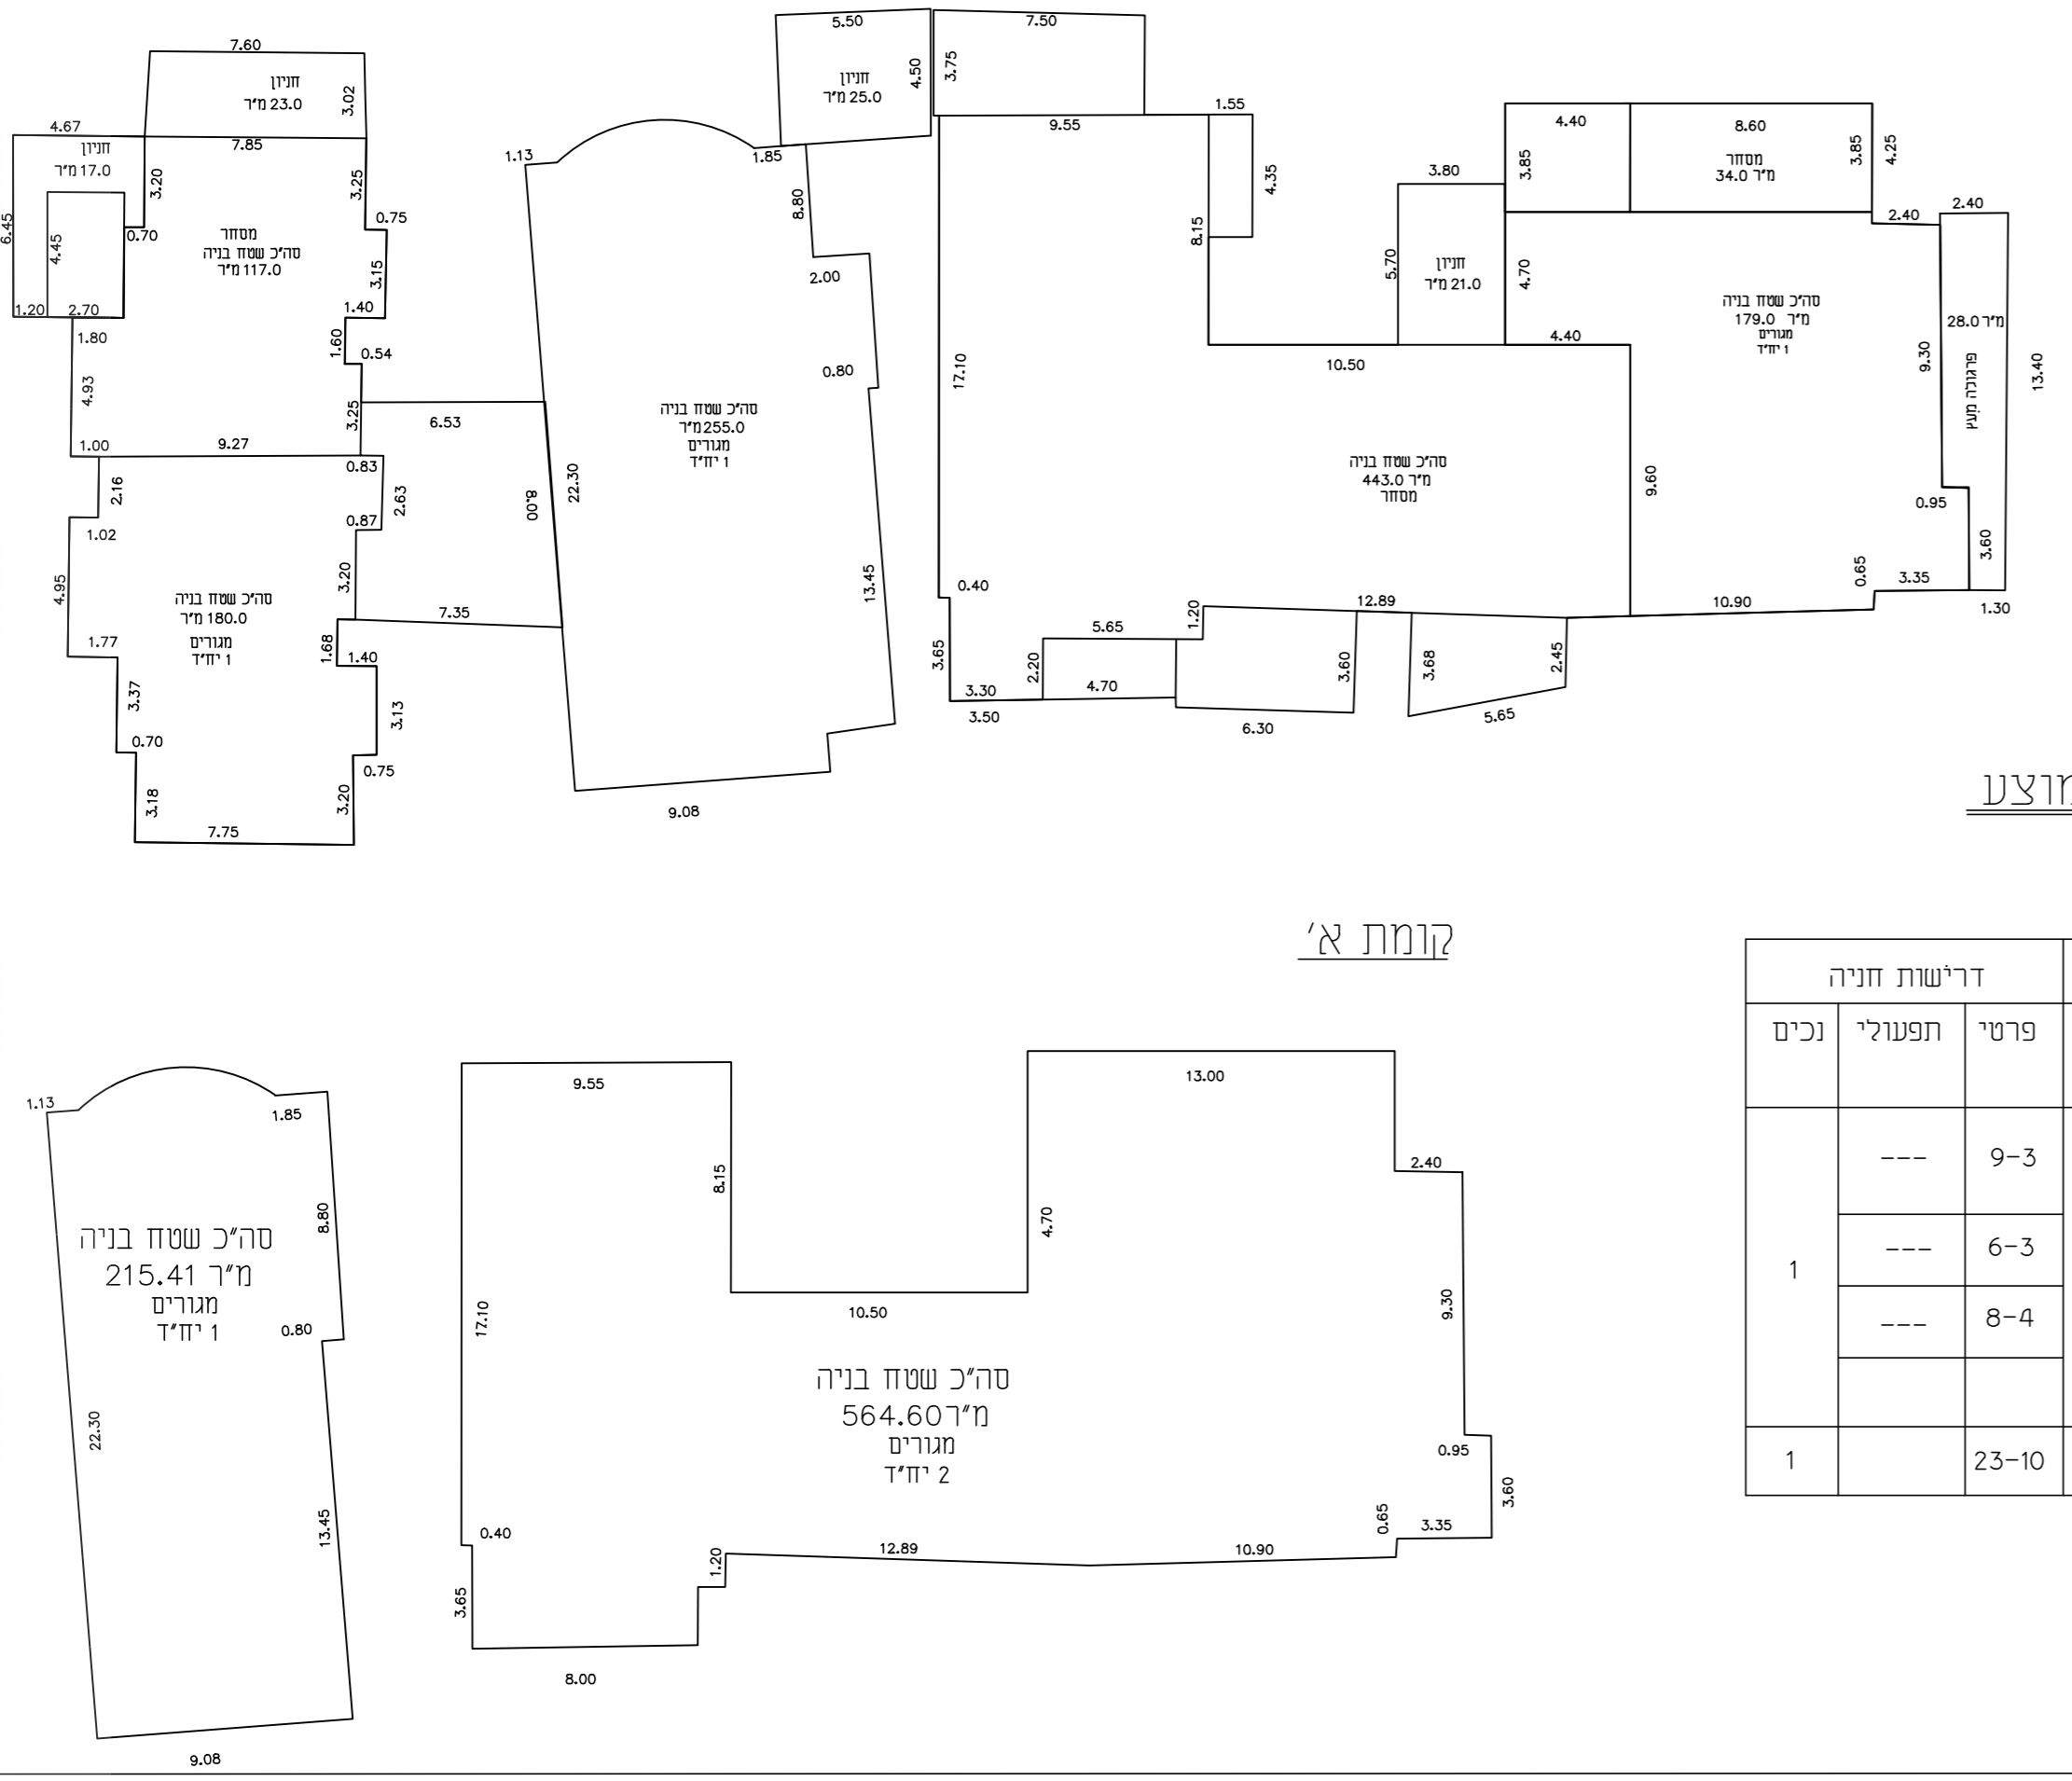 7.60
חניון
23.0 מ"ר
3.02
4.67
חניון
17.0 מ"ר
7.85
3.20
3.25
0.75
6.45
4.45
0.70
מסחר
סה"כ שטח בניה
117.0 מ"ר
3.15
1.20
2.70
1.40
1.80
1.60
0.54
4.93
3.25
1.00
9.27
0.83
2.16
2.63
1.02
0.87
4.95
3.20
סה"כ שטח בניה
180.0 מ"ר
מגורים
1 יח"ד
1.77
1.68
1.40
3.37
3.13
0.70
0.75
3.18
3.20
7.75
6.53
8.00
7.35
5.50
חניון
25.0 מ"ר
4.50
1.13
1.85
8.80
2.00
0.80
סה"כ שטח בניה
255.0 מ"ר
מגורים
1 יח"ד
22.30
13.45
9.08
7.50
3.75
9.55
1.55
4.35
8.15
17.10
10.50
3.80
5.70
חניון
21.0 מ"ר
סה"כ שטח בניה
443.0 מ"ר
מסחר
0.40
3.65
5.65
1.20
12.89
2.20
3.30
4.70
3.50
3.60
6.30
3.68
2.45
5.65
4.40
3.85
8.60
מסחר
34.0 מ"ר
3.85
4.25
2.40
2.40
4.70
4.40
סה"כ שטח בניה
179.0 מ"ר
מגורים
1 יח"ד
28.0 מ"ר
פרגולה מעץ
9.30
13.40
9.60
0.95
3.60
0.65
3.35
10.90
1.30
קומת א'
1.13
1.85
8.80
סה"כ שטח בניה
215.41 מ"ר
מגורים
1 יח"ד
0.80
22.30
13.45
9.08
9.55
13.00
8.15
4.70
2.40
17.10
10.50
9.30
סה"כ שטח בניה
564.60 מ"ר
מגורים
2 יח"ד
0.95
3.60
0.40
0.65
3.35
3.65
1.20
12.89
10.90
8.00
דרישות חניה
פרטי תפעולי נכים
9-3 ---
6-3 --- 1
8-4 ---
23-10 1